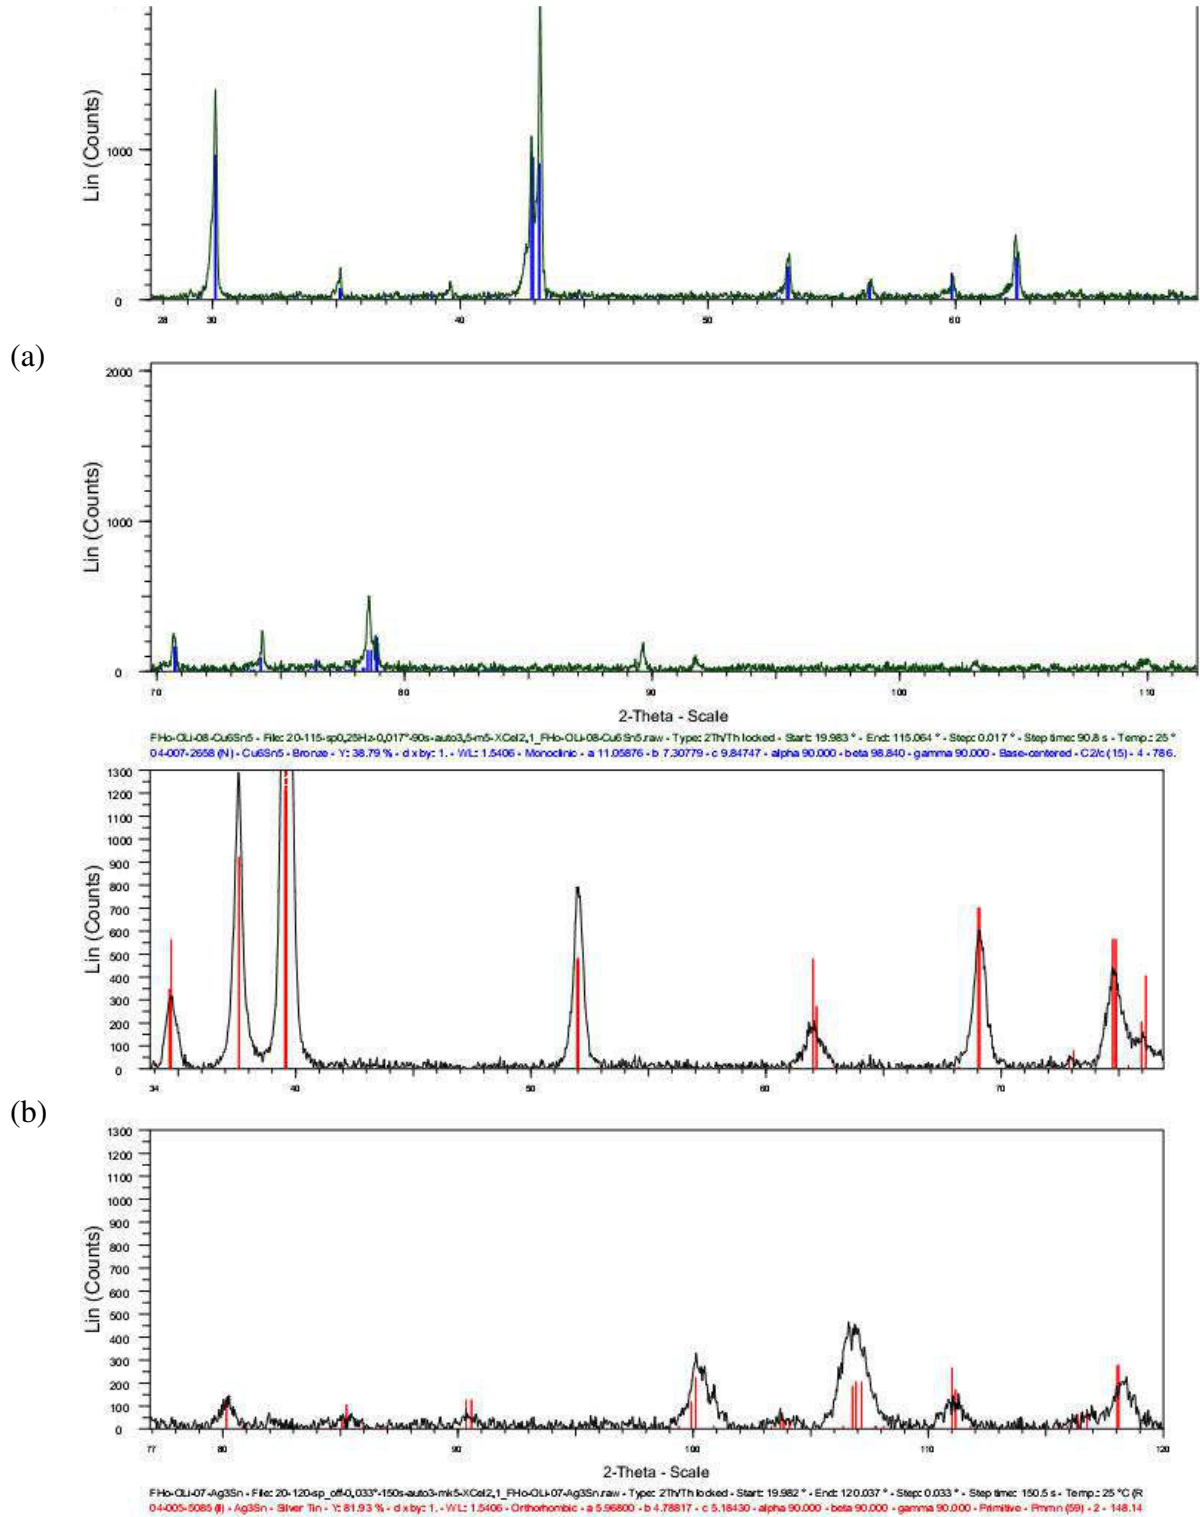 Lin (Counts)
1000
0
28 30 40 50 60
(a)
2000
Lin (Counts)
1000
0
70 80 90 100 110
2-Theta - Scale
FHo-OLi-08-Cu6Sn5 - File: 20-115-sp0,25Hz-0,017°-90s-auto3,5-m5-XCel2,1_FHo-OLi-08-Cu6Sn5.raw - Type: 2Th/Th locked - Start: 19.983 ° - End: 115.064 ° - Step: 0.017 ° - Step time: 90.8 s - Temp.: 25 °
04-007-2658 (N) - Cu6Sn5 - Bronze - Y: 38.79 % - d x by: 1. - WL: 1.5406 - Monoclinic - a 11.05876 - b 7.30779 - c 9.84747 - alpha 90.000 - beta 98.840 - gamma 90.000 - Base-centered - C2/c (15) - 4 - 786.
1300
1200
1100
1000
900
800
700
600
500
400
300
200
100
0
Lin (Counts)
34 40 50 60 70
(b)
1300
1200
1100
1000
900
800
700
600
500
400
300
200
100
0
Lin (Counts)
77 80 90 100 110 120
2-Theta - Scale
FHo-OLi-07-Ag3Sn - File: 20-120-sp_off-0,033°-150s-auto3-mk5-XCel2,1_FHo-OLi-07-Ag3Sn.raw - Type: 2Th/Th locked - Start: 19.982 ° - End: 120.037 ° - Step: 0.033 ° - Step time: 150.5 s - Temp.: 25 °C (R
04-005-5085 (I) - Ag3Sn - Silver Tin - Y: 81.93 % - d x by: 1. - WL: 1.5406 - Orthorhombic - a 5.96800 - b 4.78817 - c 5.18430 - alpha 90.000 - beta 90.000 - gamma 90.000 - Primitive - Pmmn (59) - 2 - 148.14